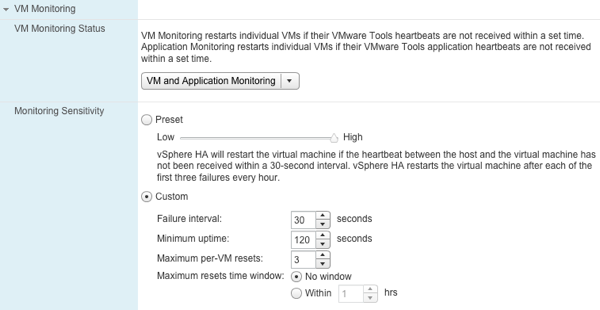 VM Monitoring
VM Monitoring Status
VM Monitoring restarts individual VMs if their VMware Tools heartbeats are not received within a set time.
Application Monitoring restarts individual VMs if their VMware Tools application heartbeats are not received
within a set time.
VM and Application Monitoring
Monitoring Sensitivity
Preset
Low High
vSphere HA will restart the virtual machine if the heartbeat between the host and the virtual machine has
not been received within a 30-second interval. vSphere HA restarts the virtual machine after each of the
first three failures every hour.
Custom
Failure interval: 30 seconds
Minimum uptime: 120 seconds
Maximum per-VM resets: 3
Maximum resets time window: No window
Within 1 hrs